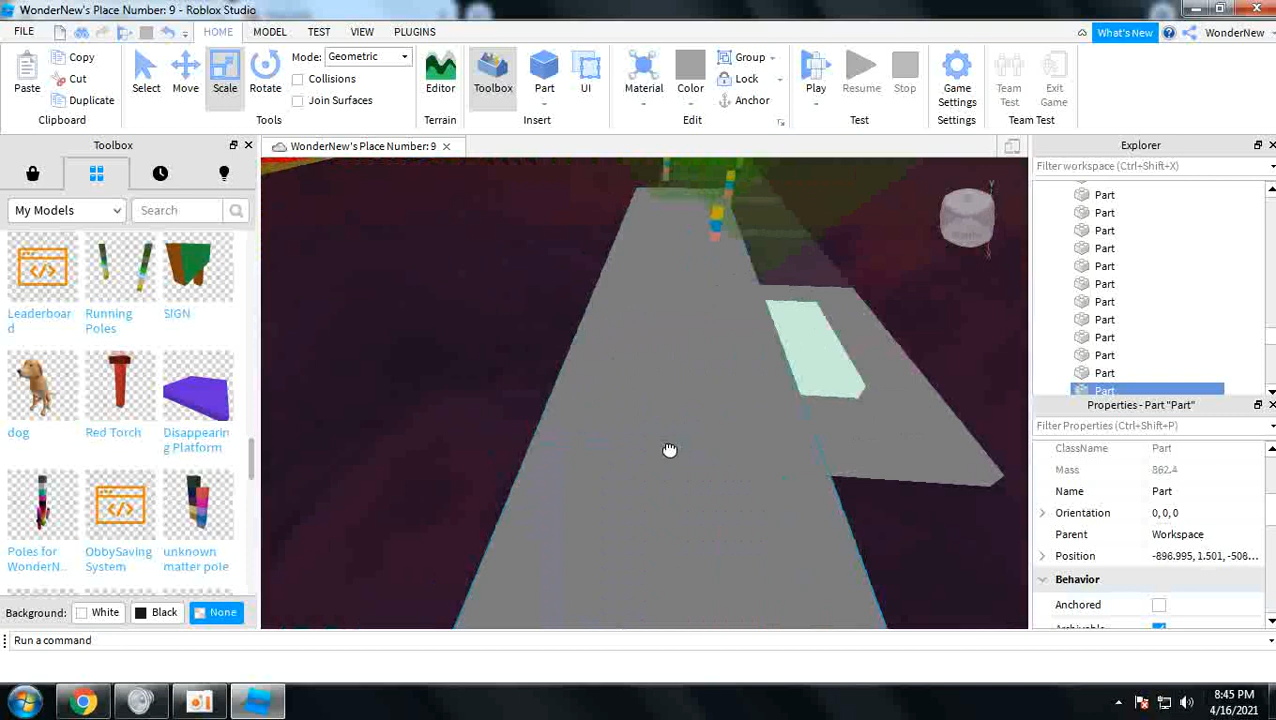 WonderNew's Place Number: 9 - Roblox Studio
FILE HOME MODEL TEST VIEW PLUGINS What's New WonderNew
Paste Copy Cut Duplicate Clipboard
Select Move Scale Rotate Mode: Geometric Collisions Join Surfaces Tools
Editor Terrain
Toolbox Part UI Insert
Material Color Group Lock Anchor Edit
Play Resume Stop Test
Game Settings Settings
Team Test Exit Game Team Test
Toolbox
My Models Search
Leaderboar d
Running Poles
SIGN
dog
Red Torch
Disappearin g Platform
Poles for WonderN...
ObbySaving System
unknown matter pole
Background: White Black None
WonderNew's Place Number: 9
Explorer
Filter workspace (Ctrl+Shift+X)
Part
Part
Part
Part
Part
Part
Part
Part
Part
Part
Part
Part
Properties - Part "Part"
Filter Properties (Ctrl+Shift+P)
ClassName Part
Mass 862.4
Name Part
Orientation 0, 0, 0
Parent Workspace
Position -896.995, 1.501, -508...
Behavior
Anchored
Run a command
8:45 PM
4/16/2021